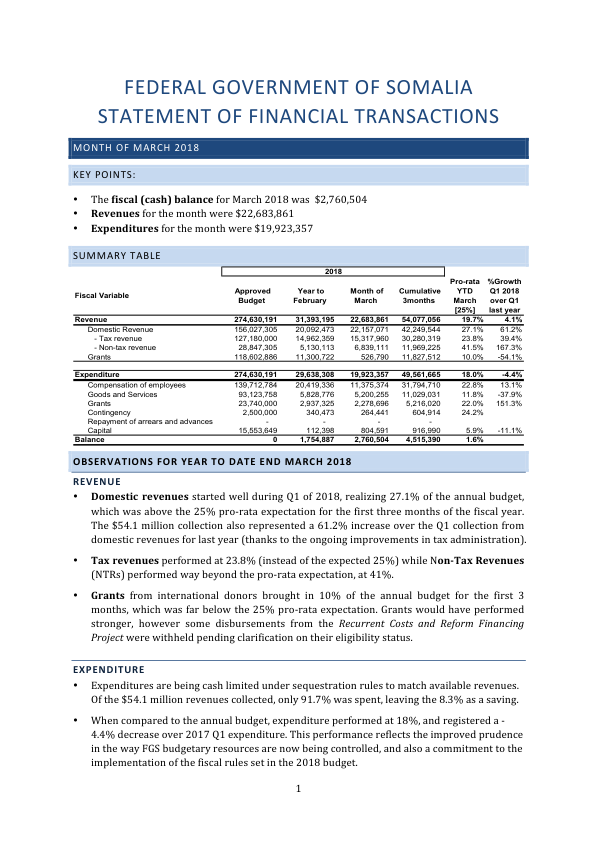 FEDERAL GOVERNMENT OF SOMALIA
STATEMENT OF FINANCIAL TRANSACTIONS
MONTH OF MARCH 2018
KEY POINTS:
• The fiscal (cash) balance for March 2018 was $2,760,504
• Revenues for the month were $22,683,861
• Expenditures for the month were $19,923,357
SUMMARY TABLE
2018
Fiscal Variable Approved Budget Year to February Month of March Cumulative 3months Pro-rata YTD March [25%] %Growth Q1 2018 over Q1 last year
Revenue 274,630,191 31,393,195 22,683,861 54,077,056 19.7% 4.1%
Domestic Revenue 156,027,305 20,092,473 22,157,071 42,249,544 27.1% 61.2%
- Tax revenue 127,180,000 14,962,359 15,317,960 30,280,319 23.8% 39.4%
- Non-tax revenue 28,847,305 5,130,113 6,839,111 11,969,225 41.5% 167.3%
Grants 118,602,886 11,300,722 526,790 11,827,512 10.0% -54.1%
Expenditure 274,630,191 29,638,308 19,923,357 49,561,665 18.0% -4.4%
Compensation of employees 139,712,784 20,419,336 11,375,374 31,794,710 22.8% 13.1%
Goods and Services 93,123,758 5,828,776 5,200,255 11,029,031 11.8% -37.9%
Grants 23,740,000 2,937,325 2,278,696 5,216,020 22.0% 151.3%
Contingency 2,500,000 340,473 264,441 604,914 24.2%
Repayment of arrears and advances - - - -
Capital 15,553,649 112,398 804,591 916,990 5.9% -11.1%
Balance 0 1,754,887 2,760,504 4,515,390 1.6%
OBSERVATIONS FOR YEAR TO DATE END MARCH 2018
REVENUE
• Domestic revenues started well during Q1 of 2018, realizing 27.1% of the annual budget,
which was above the 25% pro-rata expectation for the first three months of the fiscal year.
The $54.1 million collection also represented a 61.2% increase over the Q1 collection from
domestic revenues for last year (thanks to the ongoing improvements in tax administration).
• Tax revenues performed at 23.8% (instead of the expected 25%) while Non-Tax Revenues
(NTRs) performed way beyond the pro-rata expectation, at 41%.
• Grants from international donors brought in 10% of the annual budget for the first 3
months, which was far below the 25% pro-rata expectation. Grants would have performed
stronger, however some disbursements from the Recurrent Costs and Reform Financing
Project were withheld pending clarification on their eligibility status.
EXPENDITURE
• Expenditures are being cash limited under sequestration rules to match available revenues.
Of the $54.1 million revenues collected, only 91.7% was spent, leaving the 8.3% as a saving.
• When compared to the annual budget, expenditure performed at 18%, and registered a -
4.4% decrease over 2017 Q1 expenditure. This performance reflects the improved prudence
in the way FGS budgetary resources are now being controlled, and also a commitment to the
implementation of the fiscal rules set in the 2018 budget.
1